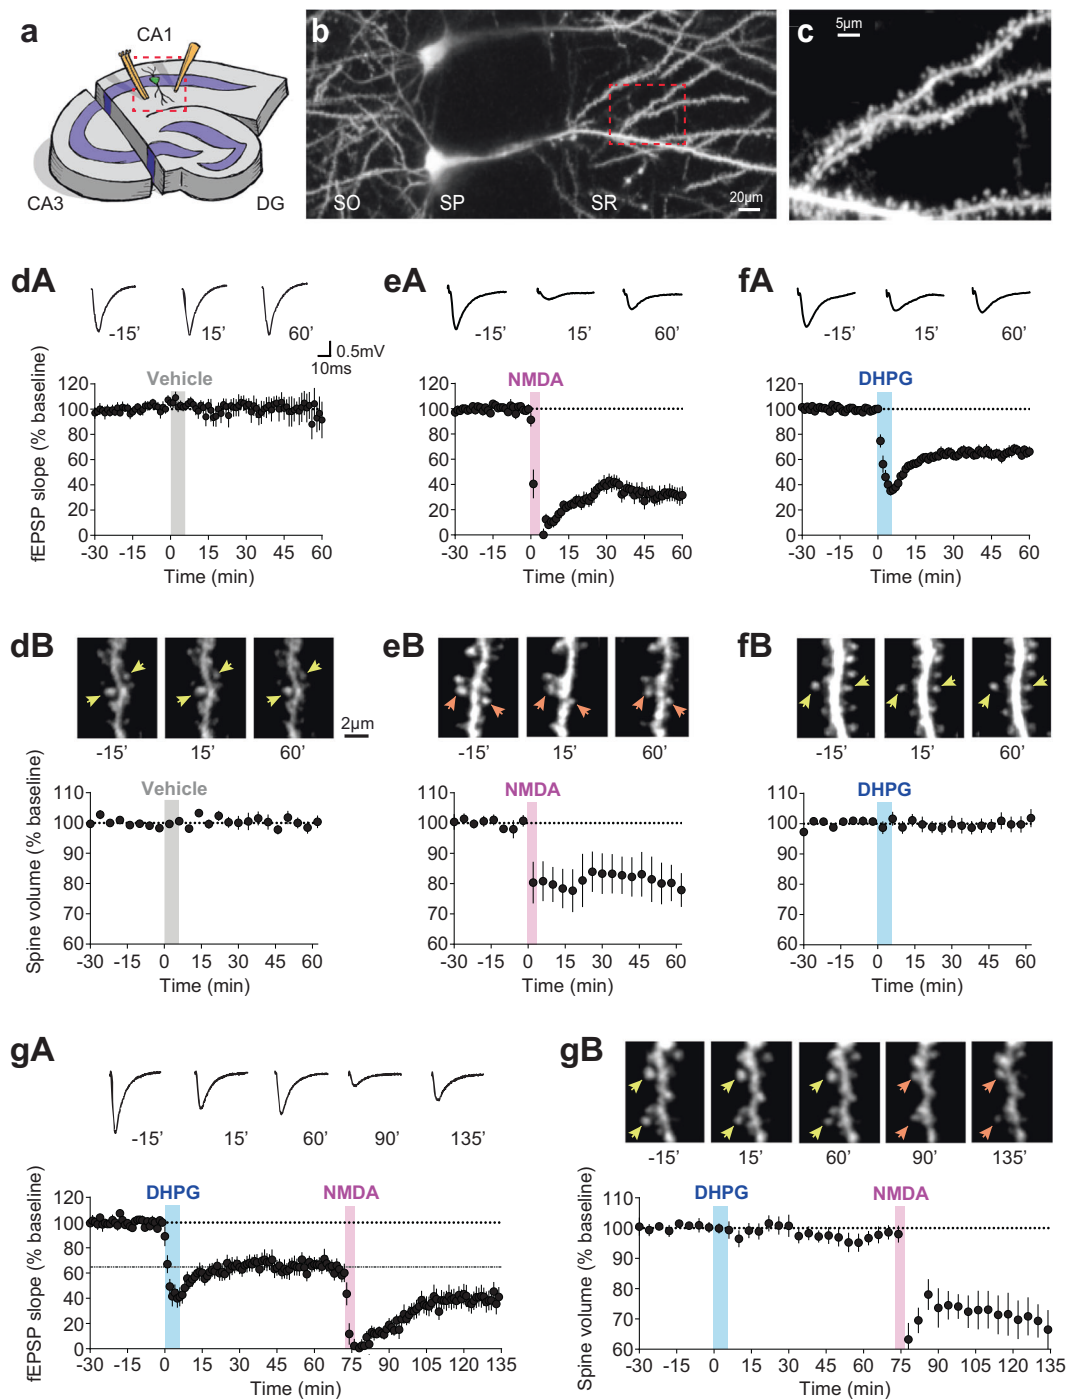 a
CA1
CA3
DG
b
SO
SP
SR
20μm
c
5μm
dA
-15’
15’
60’
0.5mV
10ms
Vehicle
fEPSP slope (% baseline)
120
100
80
60
40
20
0
-30 -15 0 15 30 45 60
Time (min)
eA
-15’
15’
60’
NMDA
120
100
80
60
40
20
0
-30 -15 0 15 30 45 60
Time (min)
fA
-15’
15’
60’
DHPG
120
100
80
60
40
20
0
-30 -15 0 15 30 45 60
Time (min)
dB
-15’
15’
60’
2μm
Vehicle
Spine volume (% baseline)
110
100
90
80
70
60
-30 -15 0 15 30 45 60
Time (min)
eB
-15’
15’
60’
NMDA
110
100
90
80
70
60
-30 -15 0 15 30 45 60
Time (min)
fB
-15’
15’
60’
DHPG
110
100
90
80
70
60
-30 -15 0 15 30 45 60
Time (min)
gA
-15’
15’
60’
90’
135’
DHPG
NMDA
fEPSP slope (% baseline)
120
100
80
60
40
20
0
-30 -15 0 15 30 45 60 75 90 105 120 135
Time (min)
gB
-15’
15’
60’
90’
135’
DHPG
NMDA
Spine volume (% baseline)
110
100
90
80
70
60
-30 -15 0 15 30 45 60 75 90 105 120 135
Time (min)